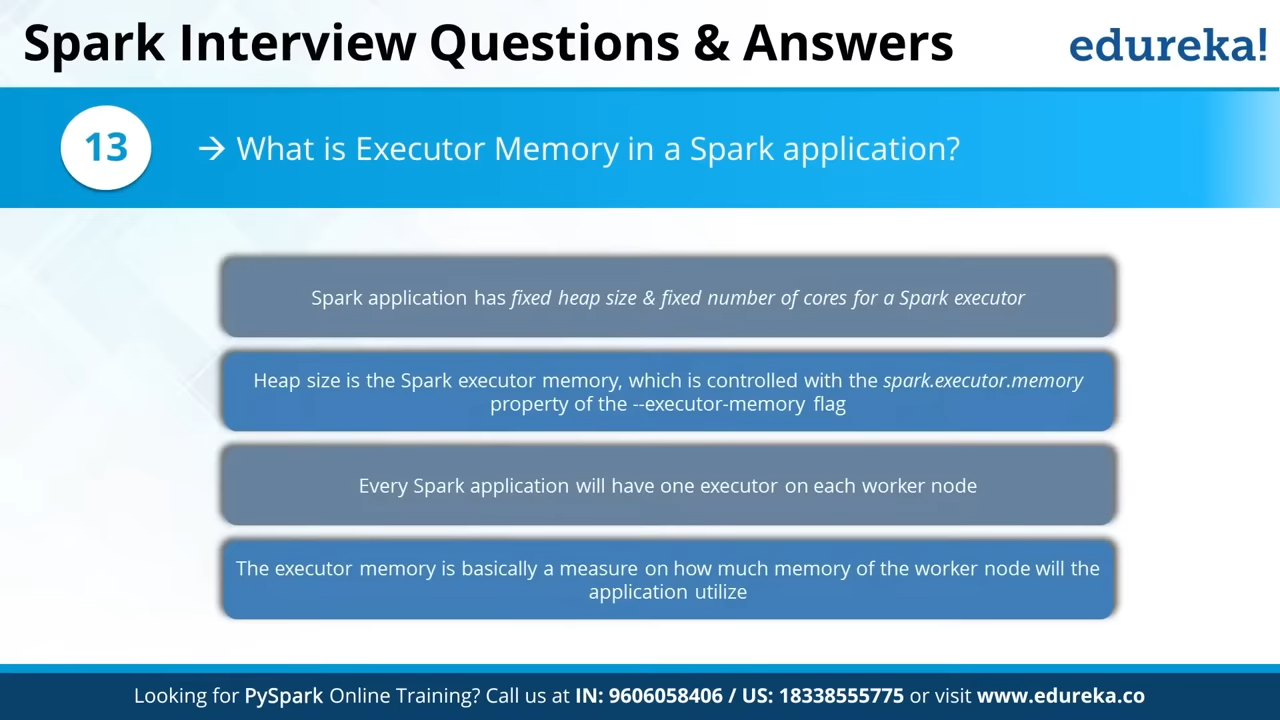 Spark Interview Questions & Answers
edureka!
13
→ What is Executor Memory in a Spark application?
Spark application has fixed heap size & fixed number of cores for a Spark executor
Heap size is the Spark executor memory, which is controlled with the spark.executor.memory
property of the --executor-memory flag
Every Spark application will have one executor on each worker node
The executor memory is basically a measure on how much memory of the worker node will the
application utilize
Looking for PySpark Online Training? Call us at IN: 9606058406 / US: 18338555775 or visit www.edureka.co